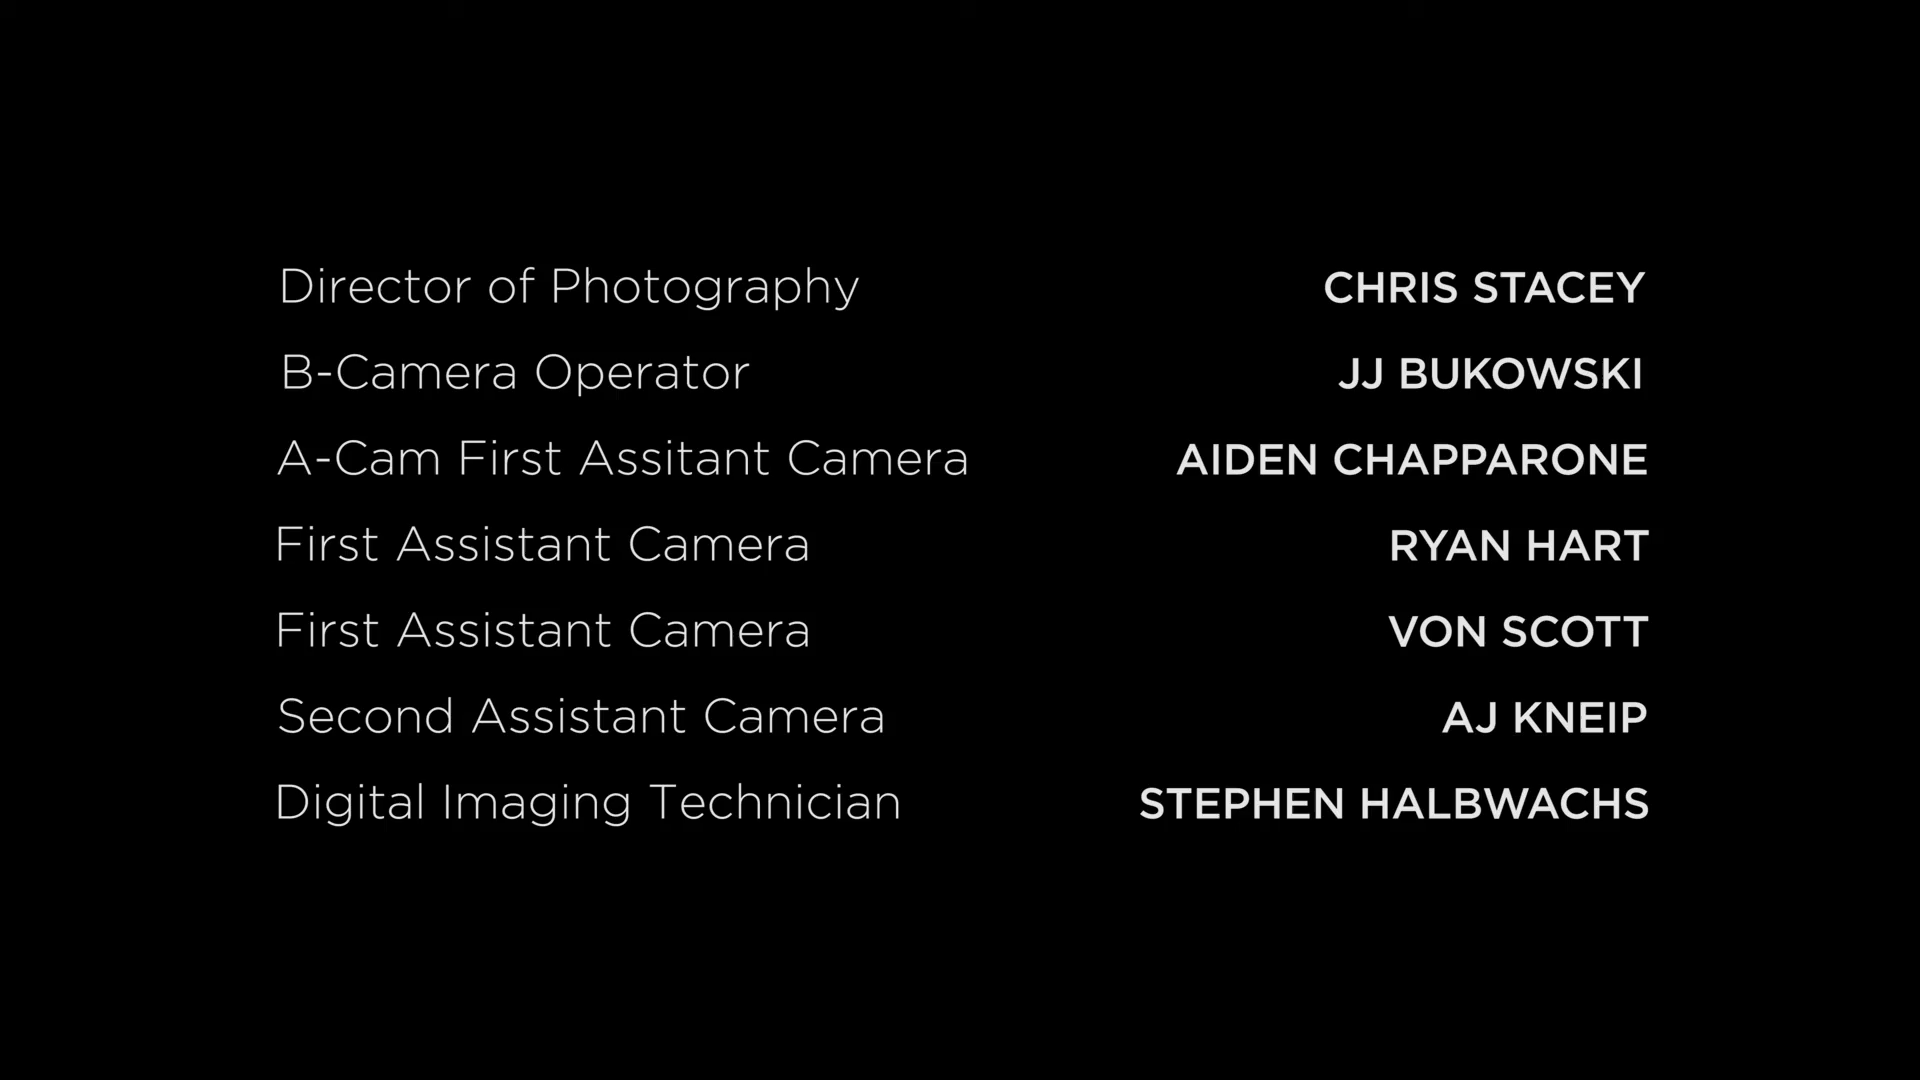 Director of Photography CHRIS STACEY
B-Camera Operator JJ BUKOWSKI
A-Cam First Assitant Camera AIDEN CHAPPARONE
First Assistant Camera RYAN HART
First Assistant Camera VON SCOTT
Second Assistant Camera AJ KNEIP
Digital Imaging Technician STEPHEN HALBWACHS